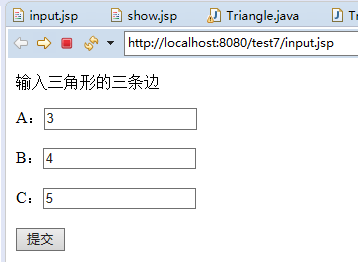 input.jsp show.jsp Triangle.java Tr
http://localhost:8080/test7/input.jsp
输入三角形的三条边
A：3
B：4
C：5
提交